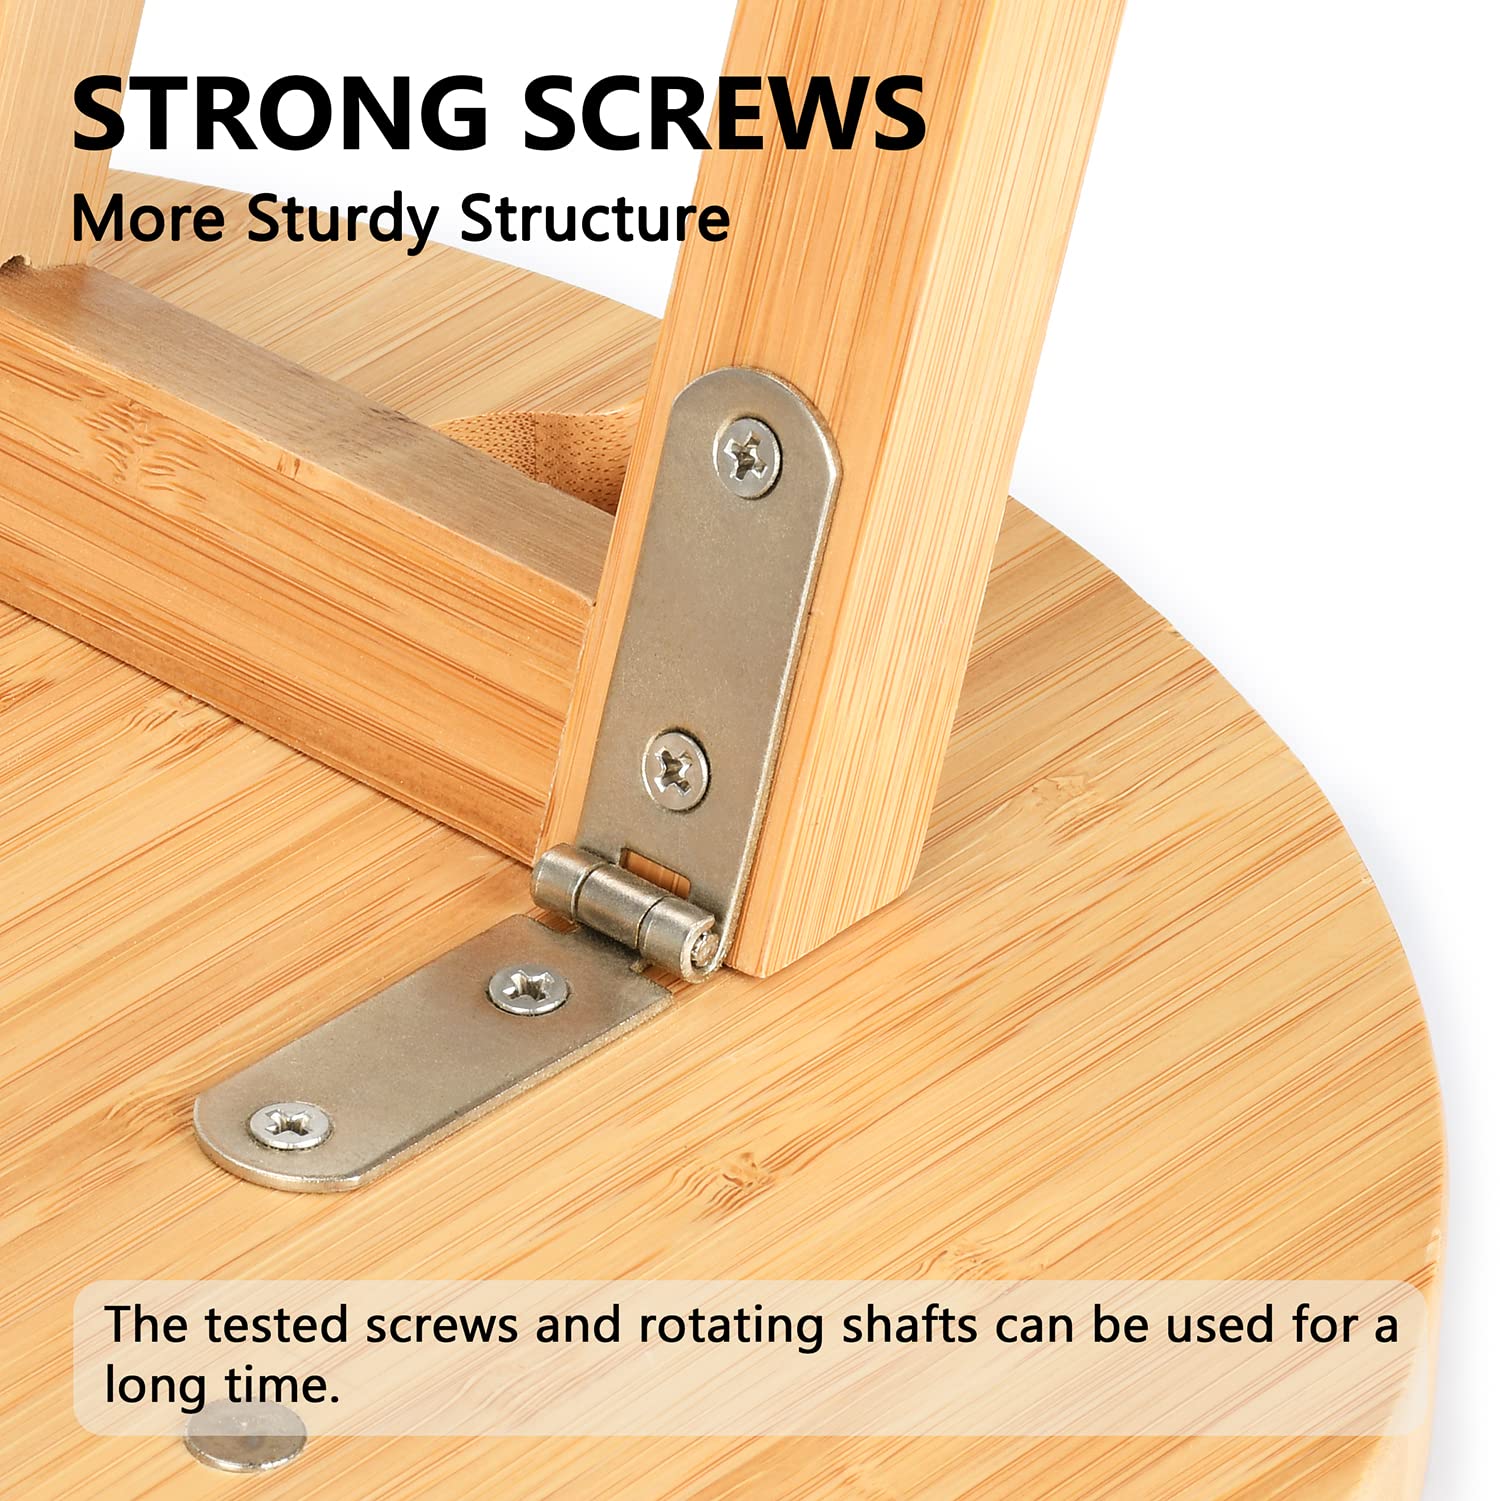 STRONG SCREWS
More Sturdy Structure
The tested screws and rotating shafts can be used for a
long time.